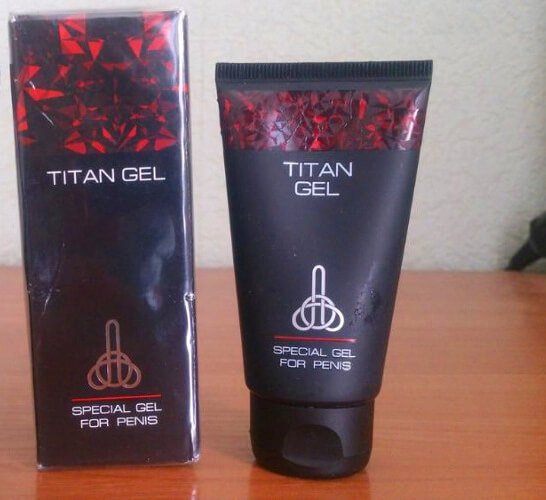 TITAN GEL
SPECIAL GEL
FOR PENIS
TITAN
GEL
SPECIAL GEL
FOR PENIS